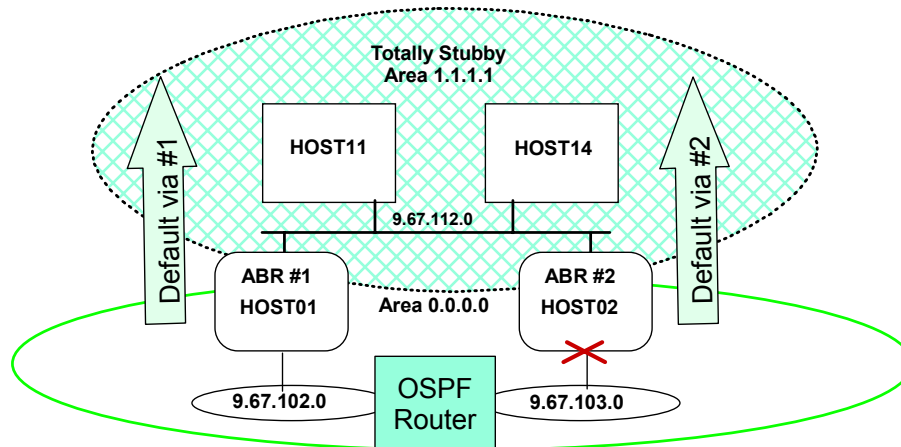 Totally Stubby
Area 1.1.1.1
HOST11
HOST14
Default via #1
Default via #2
9.67.112.0
ABR #1
HOST01
ABR #2
HOST02
Area 0.0.0.0
9.67.102.0
OSPF
Router
9.67.103.0